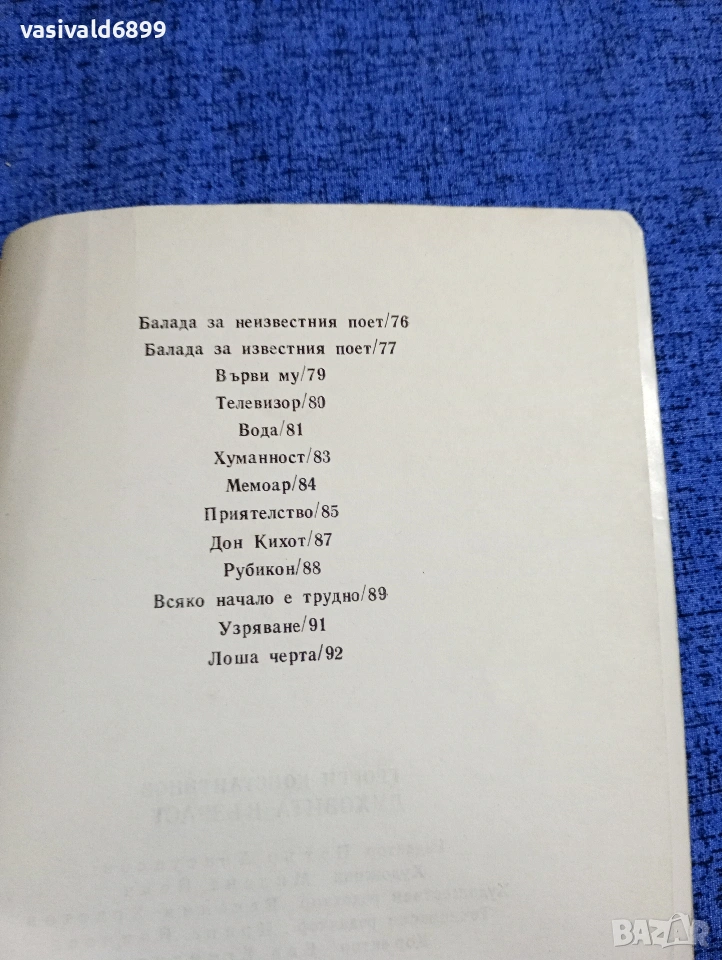 vasivald6899
Балада за неизвестния поет/76
Балада за известния поет/77
Върви му/79
Телевизор/80
Вода/81
Хуманност/83
Мемоар/84
Приятелство/85
Дон Кихот/87
Рубикон/88
Всяко начало е трудно/89
Узряване/91
Лоша черта/92
BAZAR